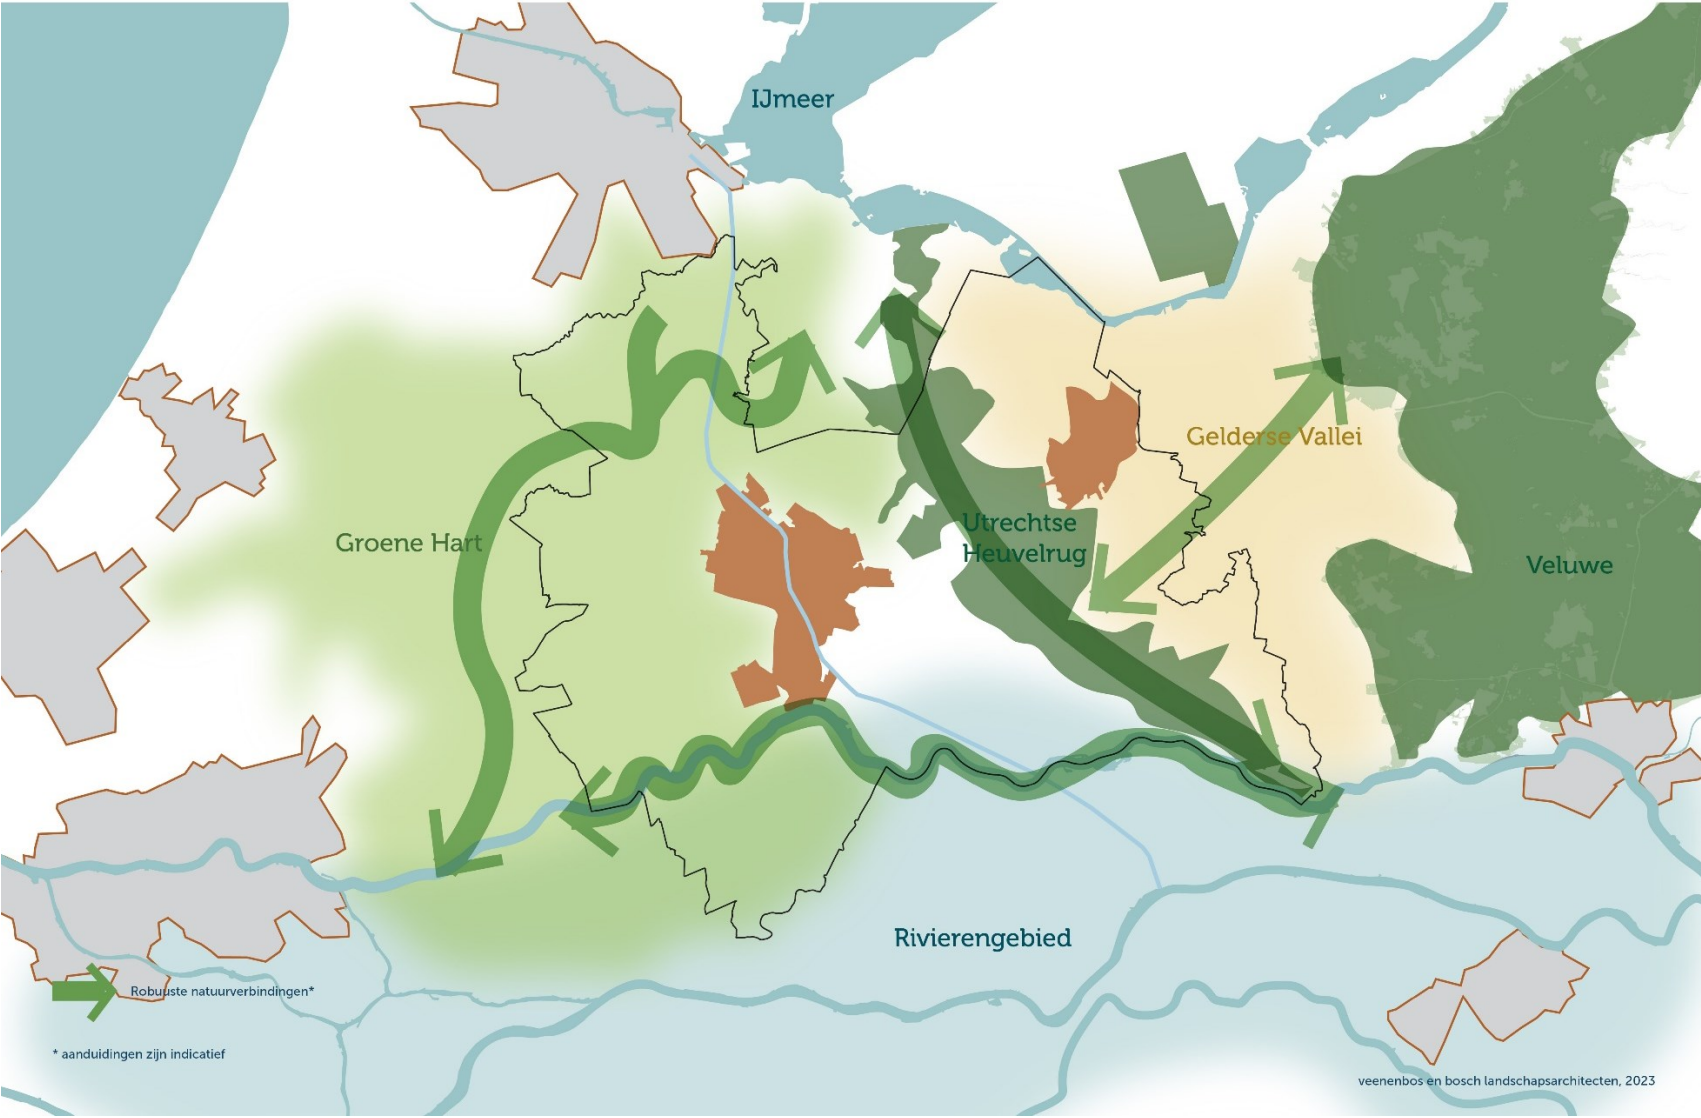 IJmeer
Gelderse Vallei
Utrechtse
Heuvelrug
Groene Hart
Veluwe
Rivierengebied
Robuuste natuurverbindingen*
* aanduidingen zijn indicatief
veenenbos en bosch landschapsarchitecten, 2023